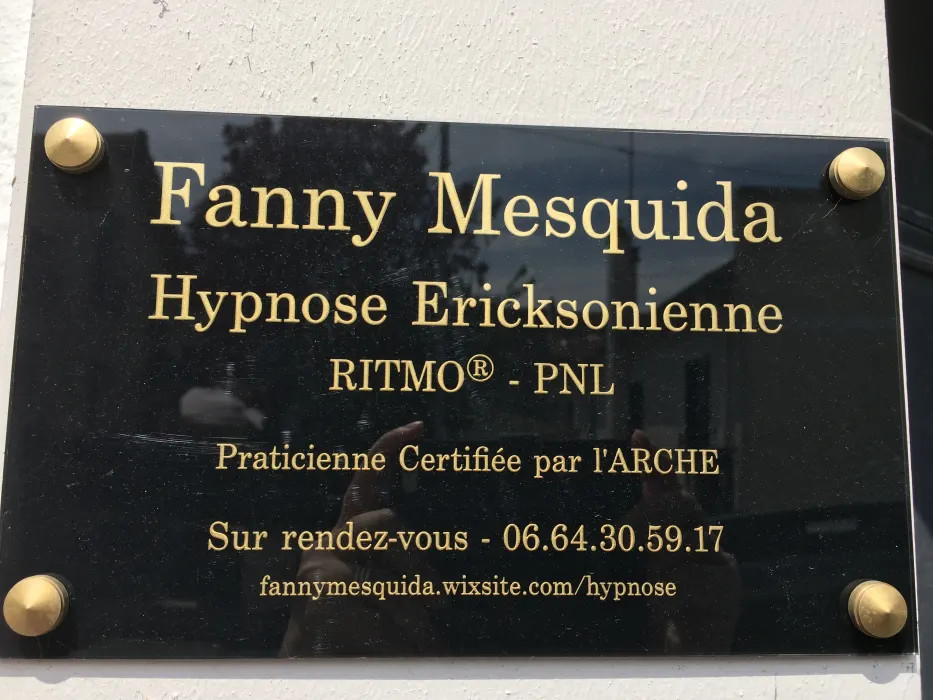 Fanny Mesquida
Hypnose Ericksonienne
RITMO® - PNL
Praticienne Certifiée par l'ARCHE
Sur rendez-vous - 06.64.30.59.17
fannymesquida.wixsite.com/hypnose